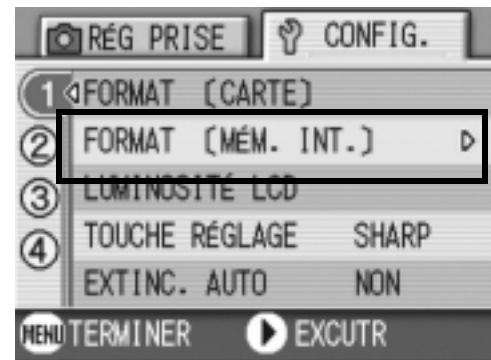 RÉG PRISE CONFIG.
1 FORMAT [CARTE]
2 FORMAT [MÉM. INT.]
3 LUMINOSITÉ LCD
4 TOUCHE RÉGLAGE SHARP
EXTINC. AUTO NON
MENU TERMINER EXCUTR